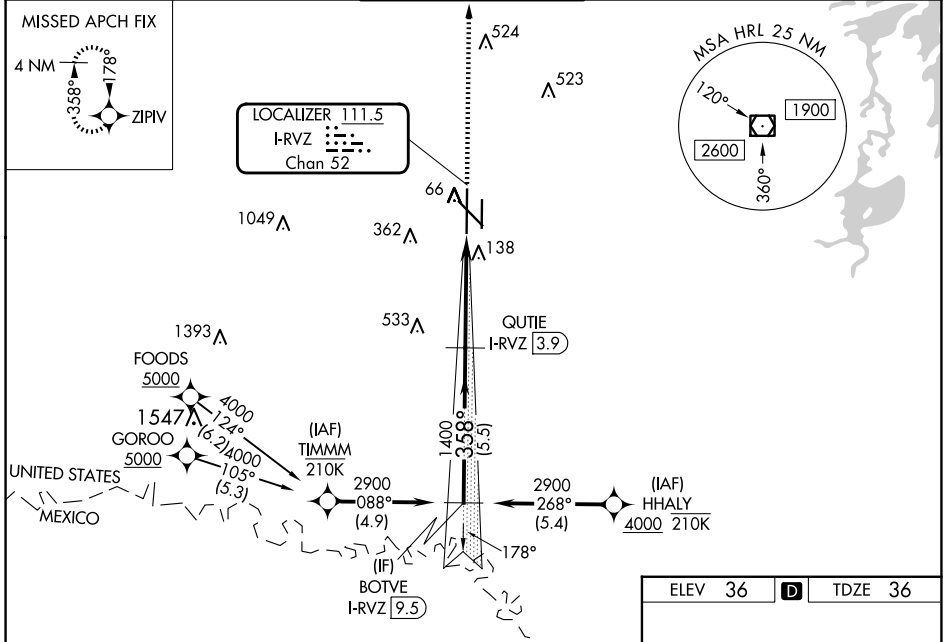 MISSED APCH FIX
4 NM
358°
178°
ZIPIV
524
523
MSA HRL 25 NM
120°
1900
2600
360°
LOCALIZER 111.5
I-RVZ
Chan 52
66
1049
362
138
533
QUTIE
I-RVZ 3.9
1393
FOODS
5000
4000
124°
(6.2)
1547
GOROO
5000
4000
105°
(5.3)
(IAF)
TIMMM
210K
1400
358°
(5.5)
UNITED STATES
MEXICO
2900
088°
(4.9)
2900
268°
(5.4)
(IAF)
HHALY
4000 210K
178°
(IF)
BOTVE
I-RVZ 9.5
ELEV 36 D TDZE 36